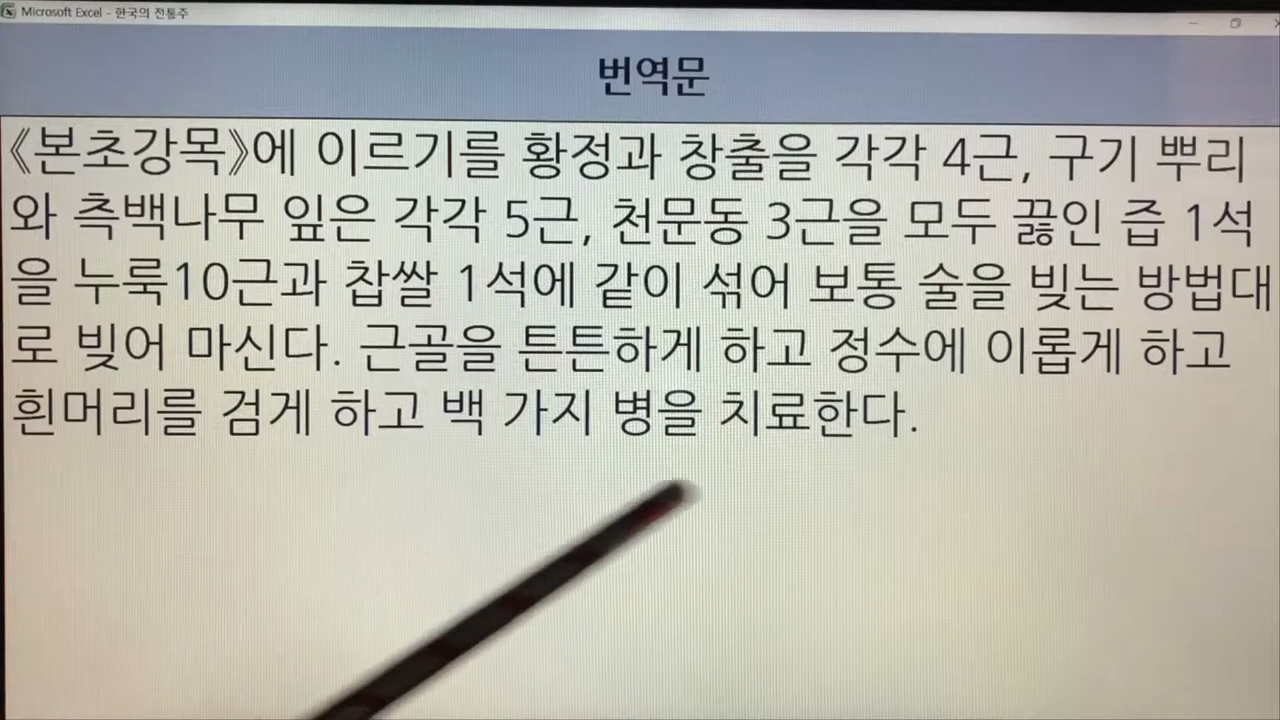 Microsoft Excel - 한국의 전통주
번역문
《본초강목》에 이르기를 황정과 창출을 각각 4근, 구기 뿌리
와 측백나무 잎은 각각 5근, 천문동 3근을 모두 끓인 즙 1석
을 누룩10근과 찹쌀 1석에 같이 섞어 보통 술을 빚는 방법대
로 빚어 마신다. 근골을 튼튼하게 하고 정수에 이롭게 하고
흰머리를 검게 하고 백 가지 병을 치료한다.